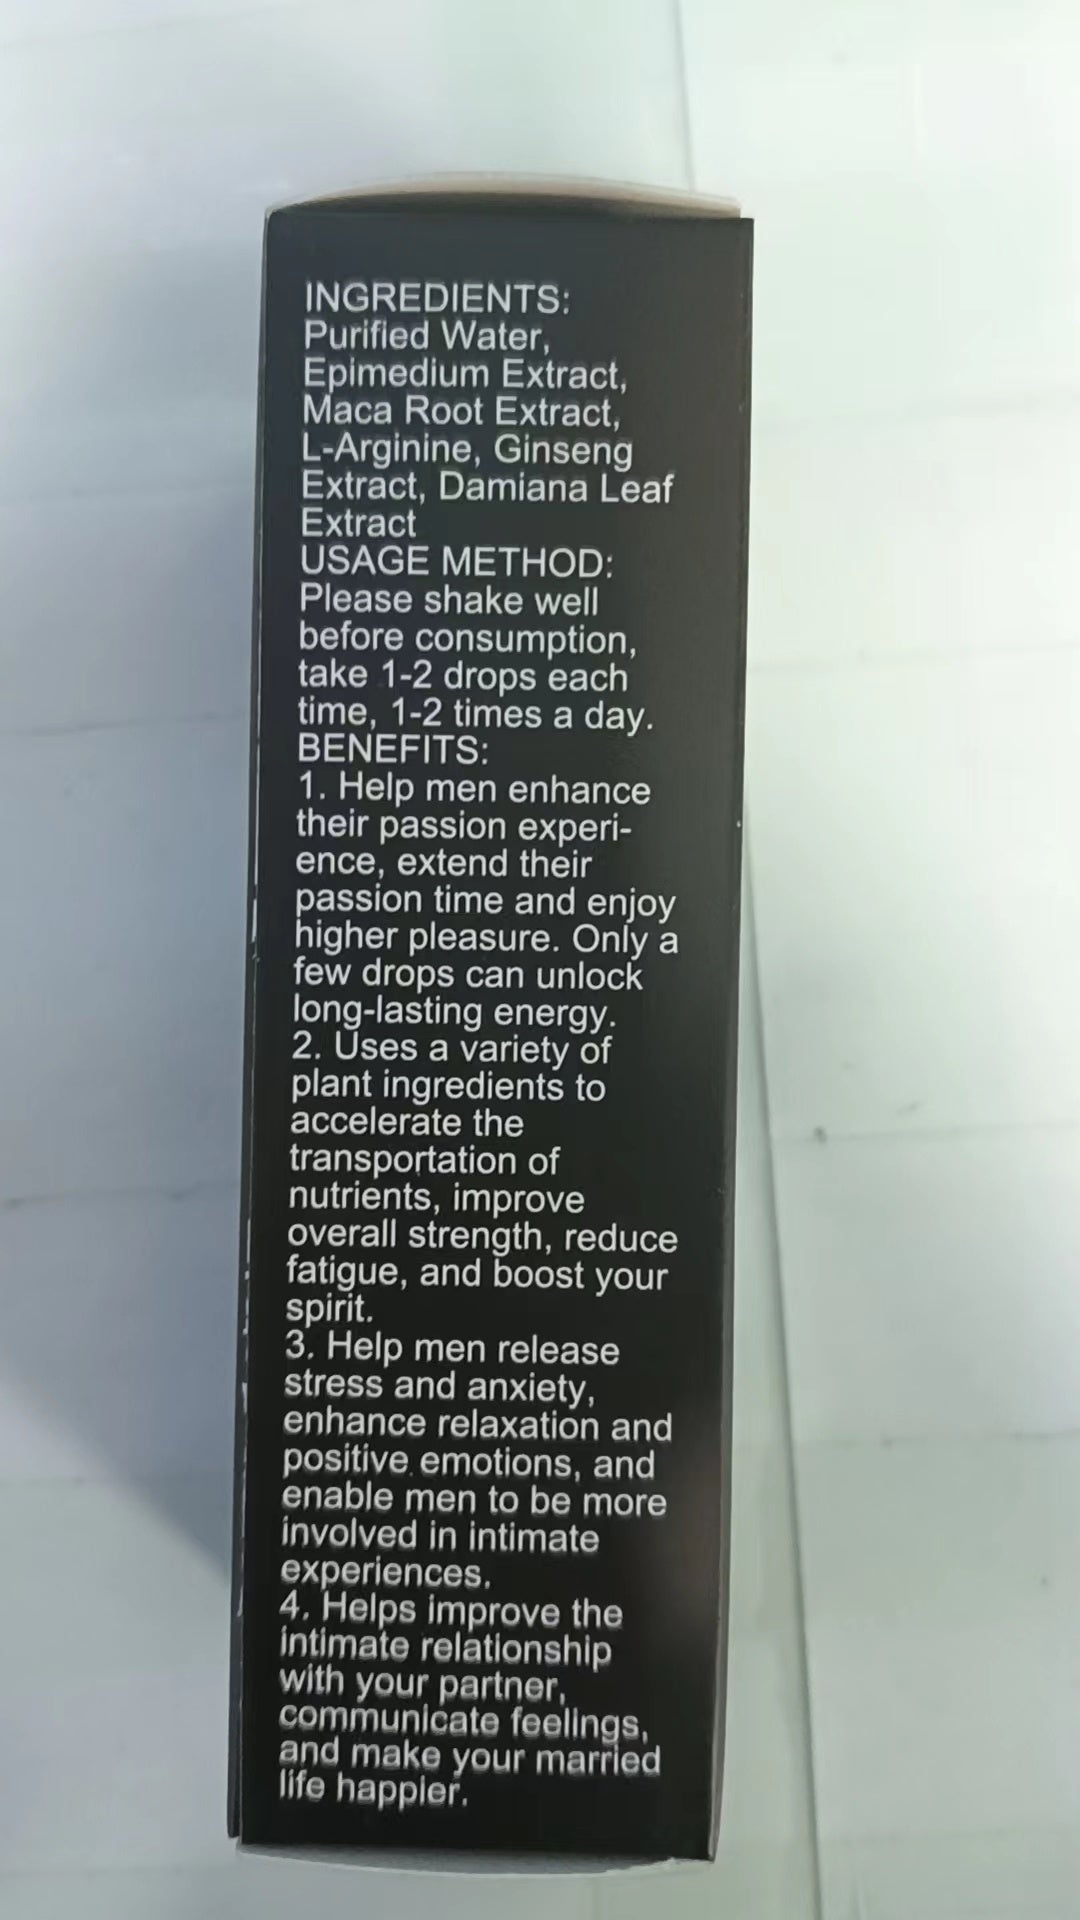 INGREDIENTS:
Purified Water,
Epimedium Extract,
Maca Root Extract,
L-Arginine, Ginseng
Extract, Damiana Leaf
Extract
USAGE METHOD:
Please shake well
before consumption,
take 1-2 drops each
time, 1-2 times a day.
BENEFITS:
1. Help men enhance
their passion experi-
ence, extend their
passion time and enjoy
higher pleasure. Only a
few drops can unlock
long-lasting energy.
2. Uses a variety of
plant ingredients to
accelerate the
transportation of
nutrients, improve
overall strength, reduce
fatigue, and boost your
spirit.
3. Help men release
stress and anxiety,
enhance relaxation and
positive emotions, and
enable men to be more
involved in intimate
experiences.
4. Helps improve the
intimate relationship
with your partner,
communicate feelings,
and make your married
life happier.